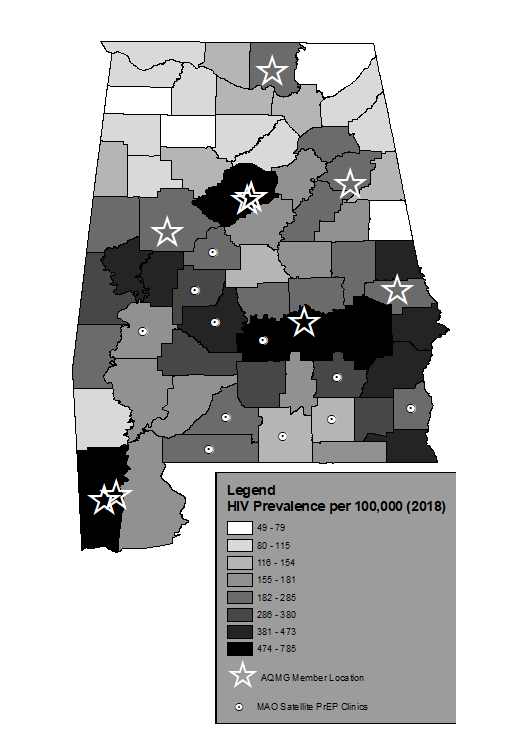 Legend
HIV Prevalence per 100,000 (2018)
49 - 79
80 - 115
116 - 154
155 - 181
182 - 285
286 - 380
381 - 473
474 - 785
AQMG Member Location
MAO Satellite PrEP Clinics